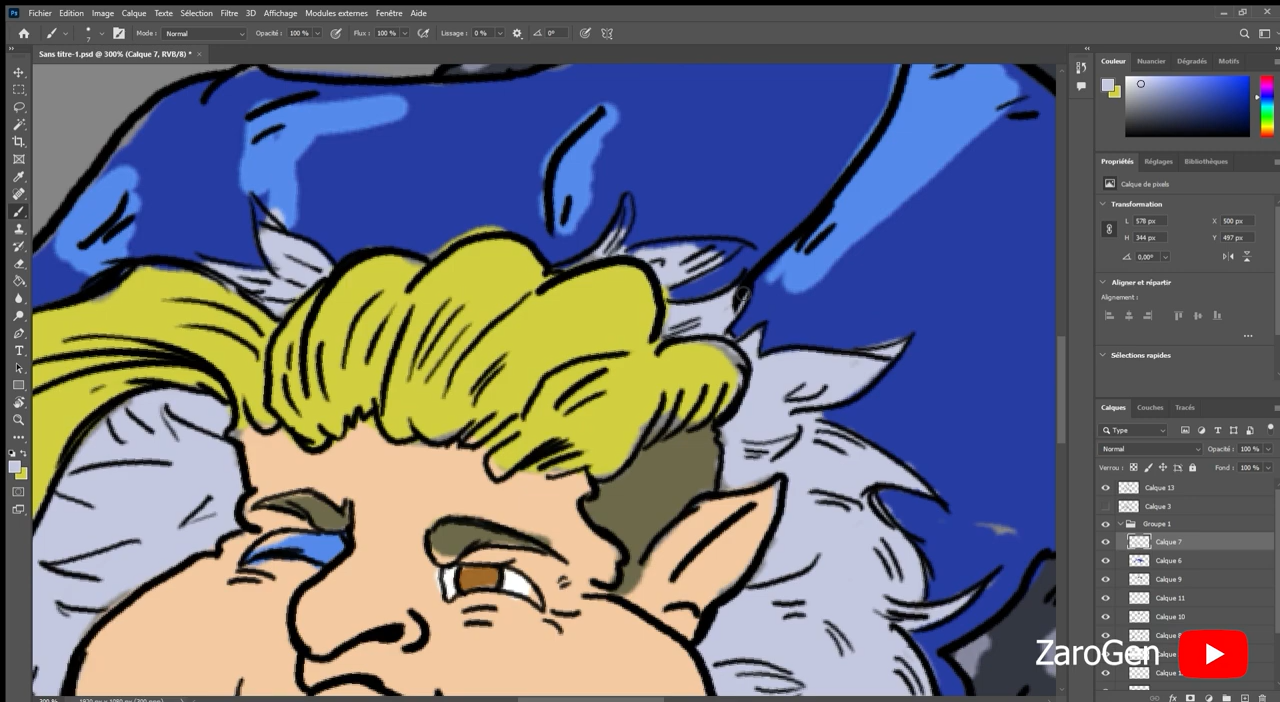 Fichier Edition Image Calque Texte Sélection Filtre 3D Affichage Modules externes Fenêtre Aide
Mode : Normal Opacité : 100 % Flux : 100 % Lissage : 0 % 0°
Sans titre-1.psd @ 300% (Calque 7, RVB/8) *
Couleur Nuancier Dégradés Motifs
Propriétés Réglages Bibliothèques
Calque de pixels
Transformation
L 578 px X 500 px
H 344 px Y 497 px
0,00°
Aligner et répartir
Alignement :
Sélections rapides
Calques Couches Tracés
Type
Normal Opacité : 100 %
Verrou : Fond : 100 %
Calque 13
Calque 3
Groupe 1
Calque 7
Calque 6
Calque 9
Calque 11
Calque 10
ZaroGen